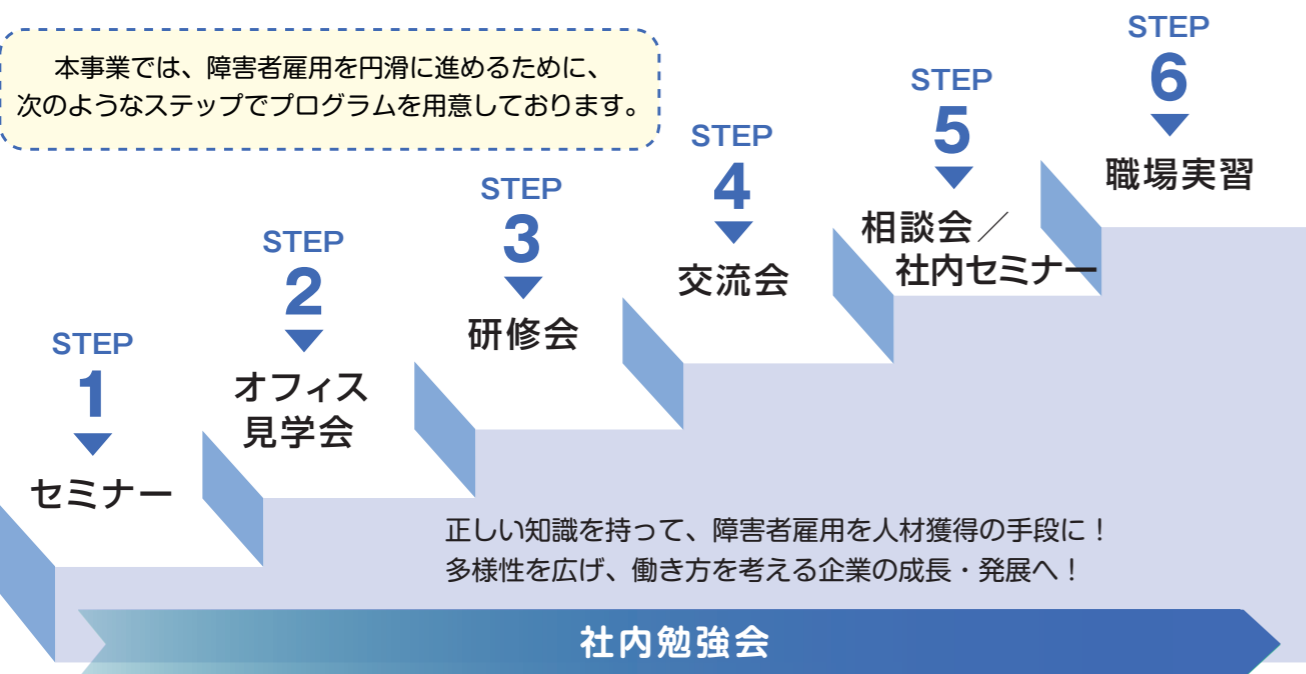 本事業では、障害者雇用を円滑に進めるために、
次のようなステップでプログラムを用意しております。
STEP
1
セミナー
STEP
2
オフィス
見学会
STEP
3
研修会
STEP
4
交流会
STEP
5
相談会／
社内セミナー
STEP
6
職場実習
正しい知識を持って、障害者雇用を人材獲得の手段に！
多様性を広げ、働き方を考える企業の成長・発展へ！
社内勉強会